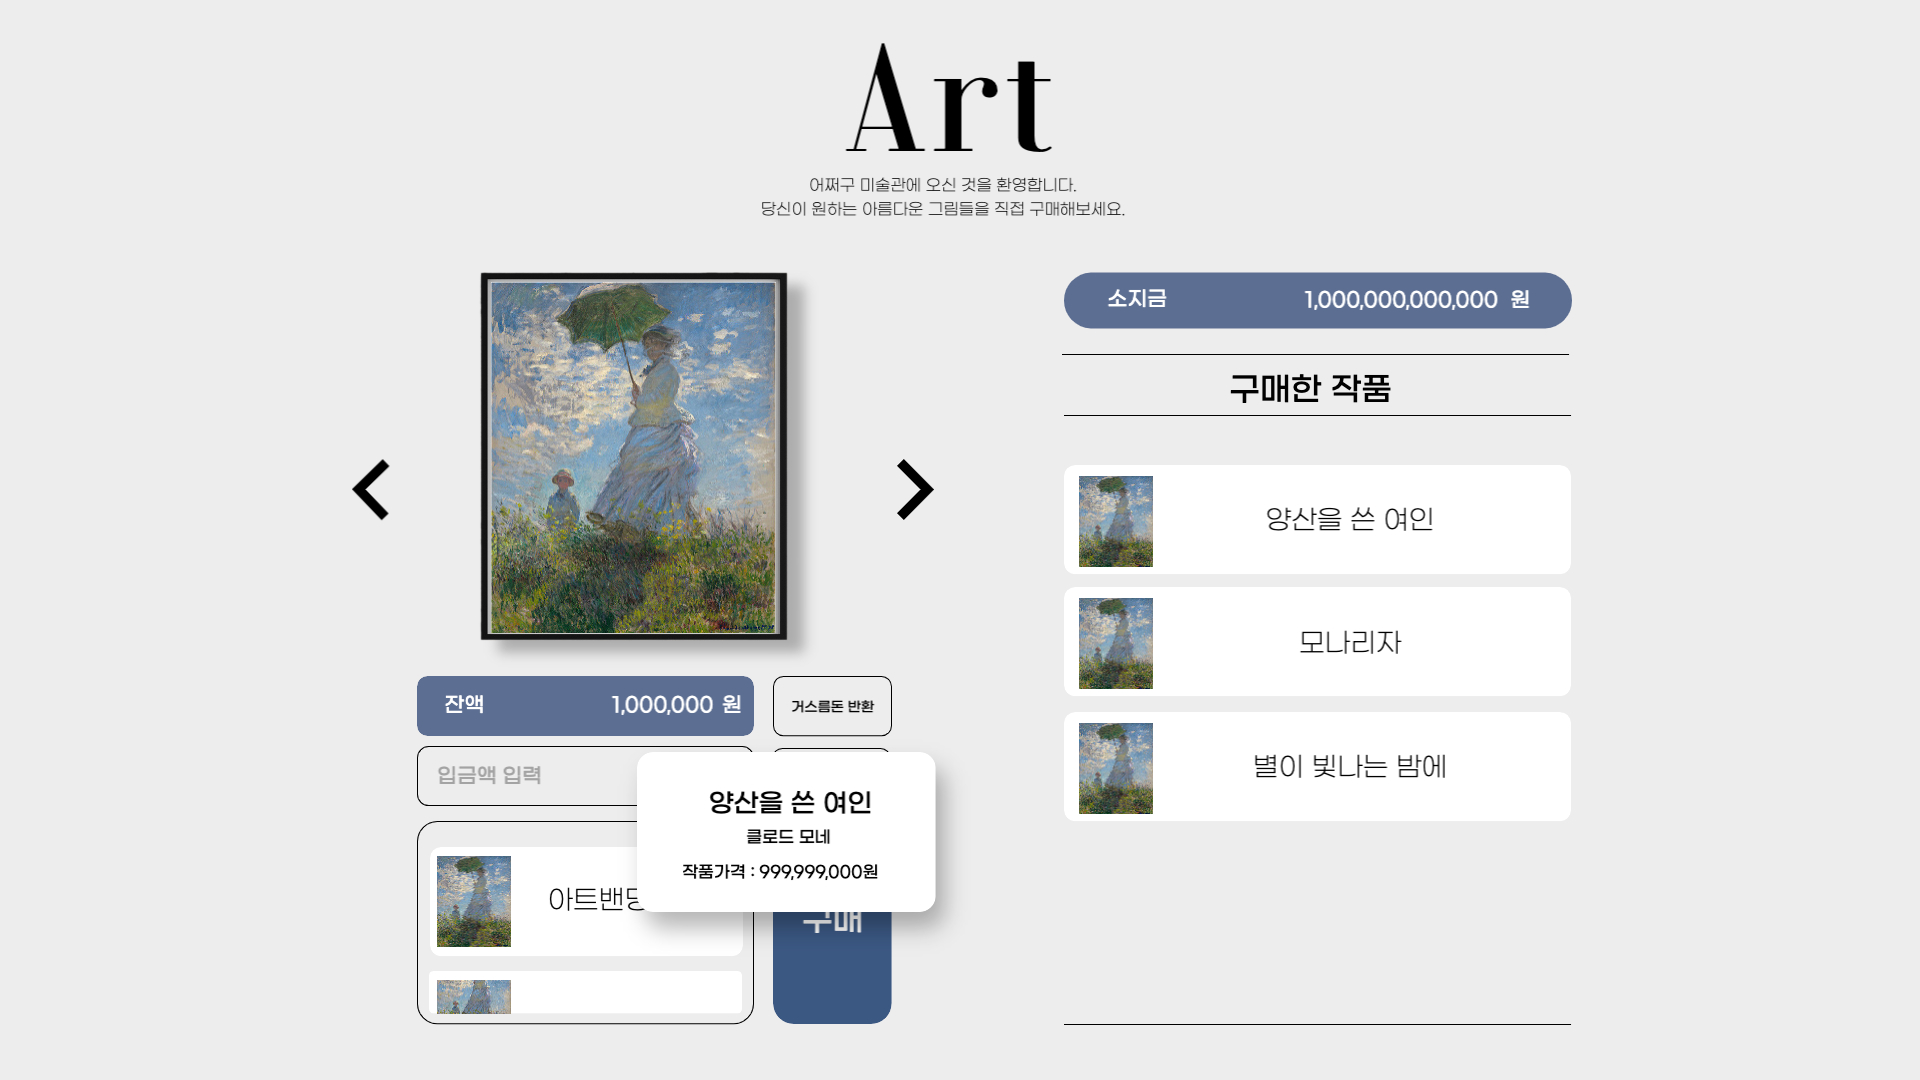 Art
어쩌구 미술관에 오신 것을 환영합니다.
당신이 원하는 아름다운 그림들을 직접 구매해보세요.
잔액 1,000,000 원
거스름돈 반환
입금액 입력
양산을 쓴 여인
클로드 모네
작품가격 : 999,999,000원
아트밴딩
구매
소지금 1,000,000,000,000 원
구매한 작품
양산을 쓴 여인
모나리자
별이 빛나는 밤에